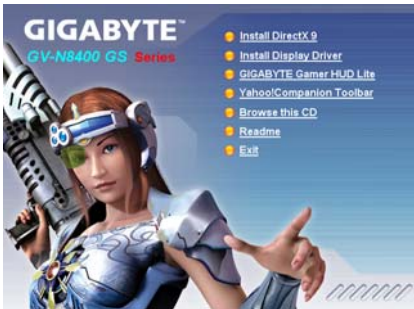 GIGABYTE™
GV-N8400 GS Series
Install DirectX 9
Install Display Driver
GIGABYTE Gamer HUD Lite
Yahoo!Companion Toolbar
Browse this CD
Readme
Exit